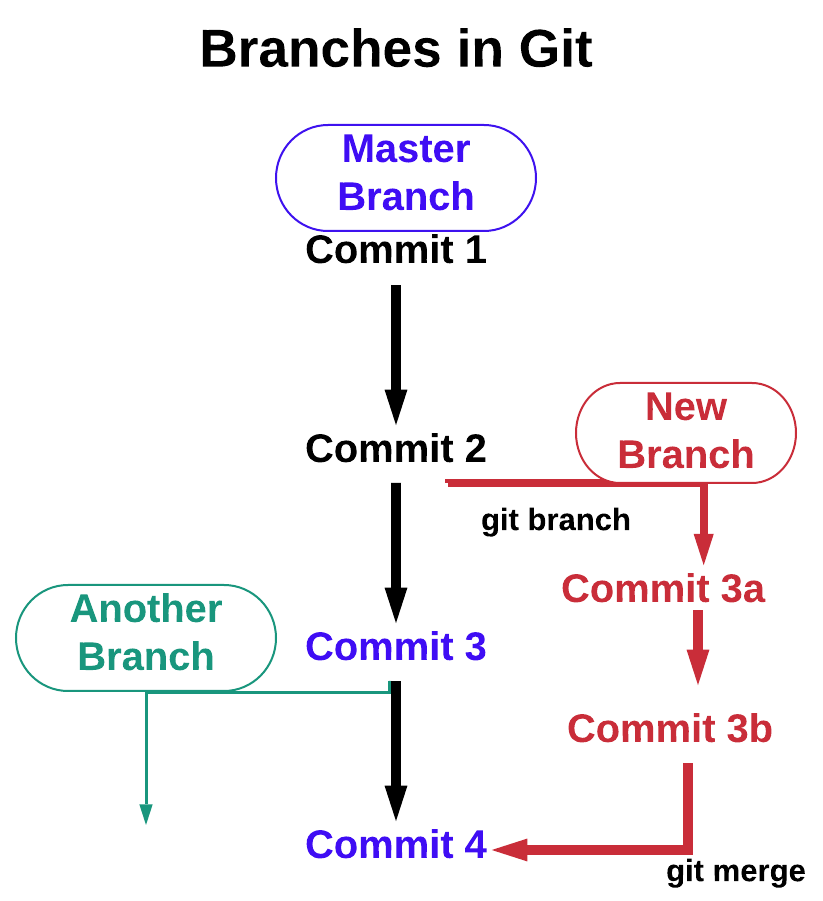 Branches in Git
Master
Branch
Commit 1
Commit 2
New
Branch
git branch
Commit 3a
Another
Branch
Commit 3
Commit 3b
Commit 4
git merge